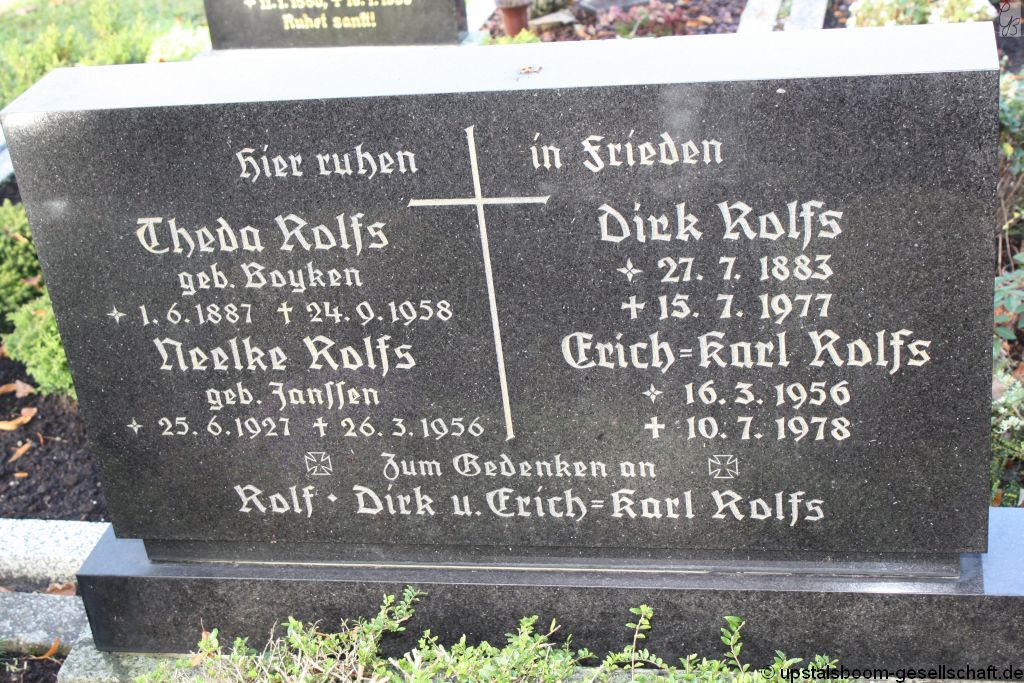 Ruhet sanft!
Hier ruhen in Frieden
Theda Rolfs
geb. Boyken
1.6.1887 † 24.9.1958
Neelke Rolfs
geb. Janssen
25.6.1927 † 26.3.1956
Dirk Rolfs
27.7.1883
† 15.7.1977
Erich=Karl Rolfs
16.3.1956
† 10.7.1978
Zum Gedenken an
Rolf · Dirk u. Erich=Karl Rolfs
© upstalsboom-gesellschaft.de